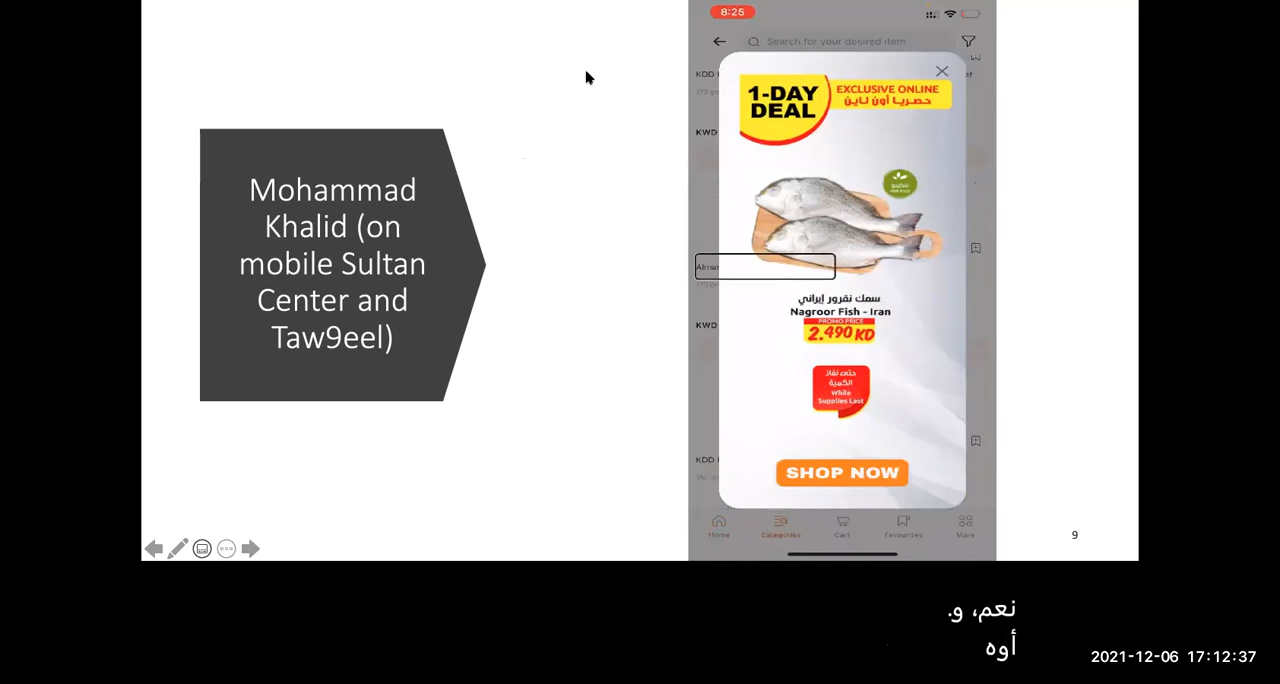 Mohammad
Khalid (on
mobile Sultan
Center and
Taw9eel)
8:25
Search for your desired item
KDD
KWD
1-DAY
DEAL
EXCLUSIVE ONLINE
حصريا أون لاين
سمك نقرور إيراني
Nagroor Fish - Iran
PROMO PRICE
2.490 KD
KWD
حتى نفاذ
الكمية
While
Supplies Last
KDD
SHOP NOW
Home
Categories
Cart
Favourites
More
9
نعم، و.
أوه
2021-12-06 17:12:37